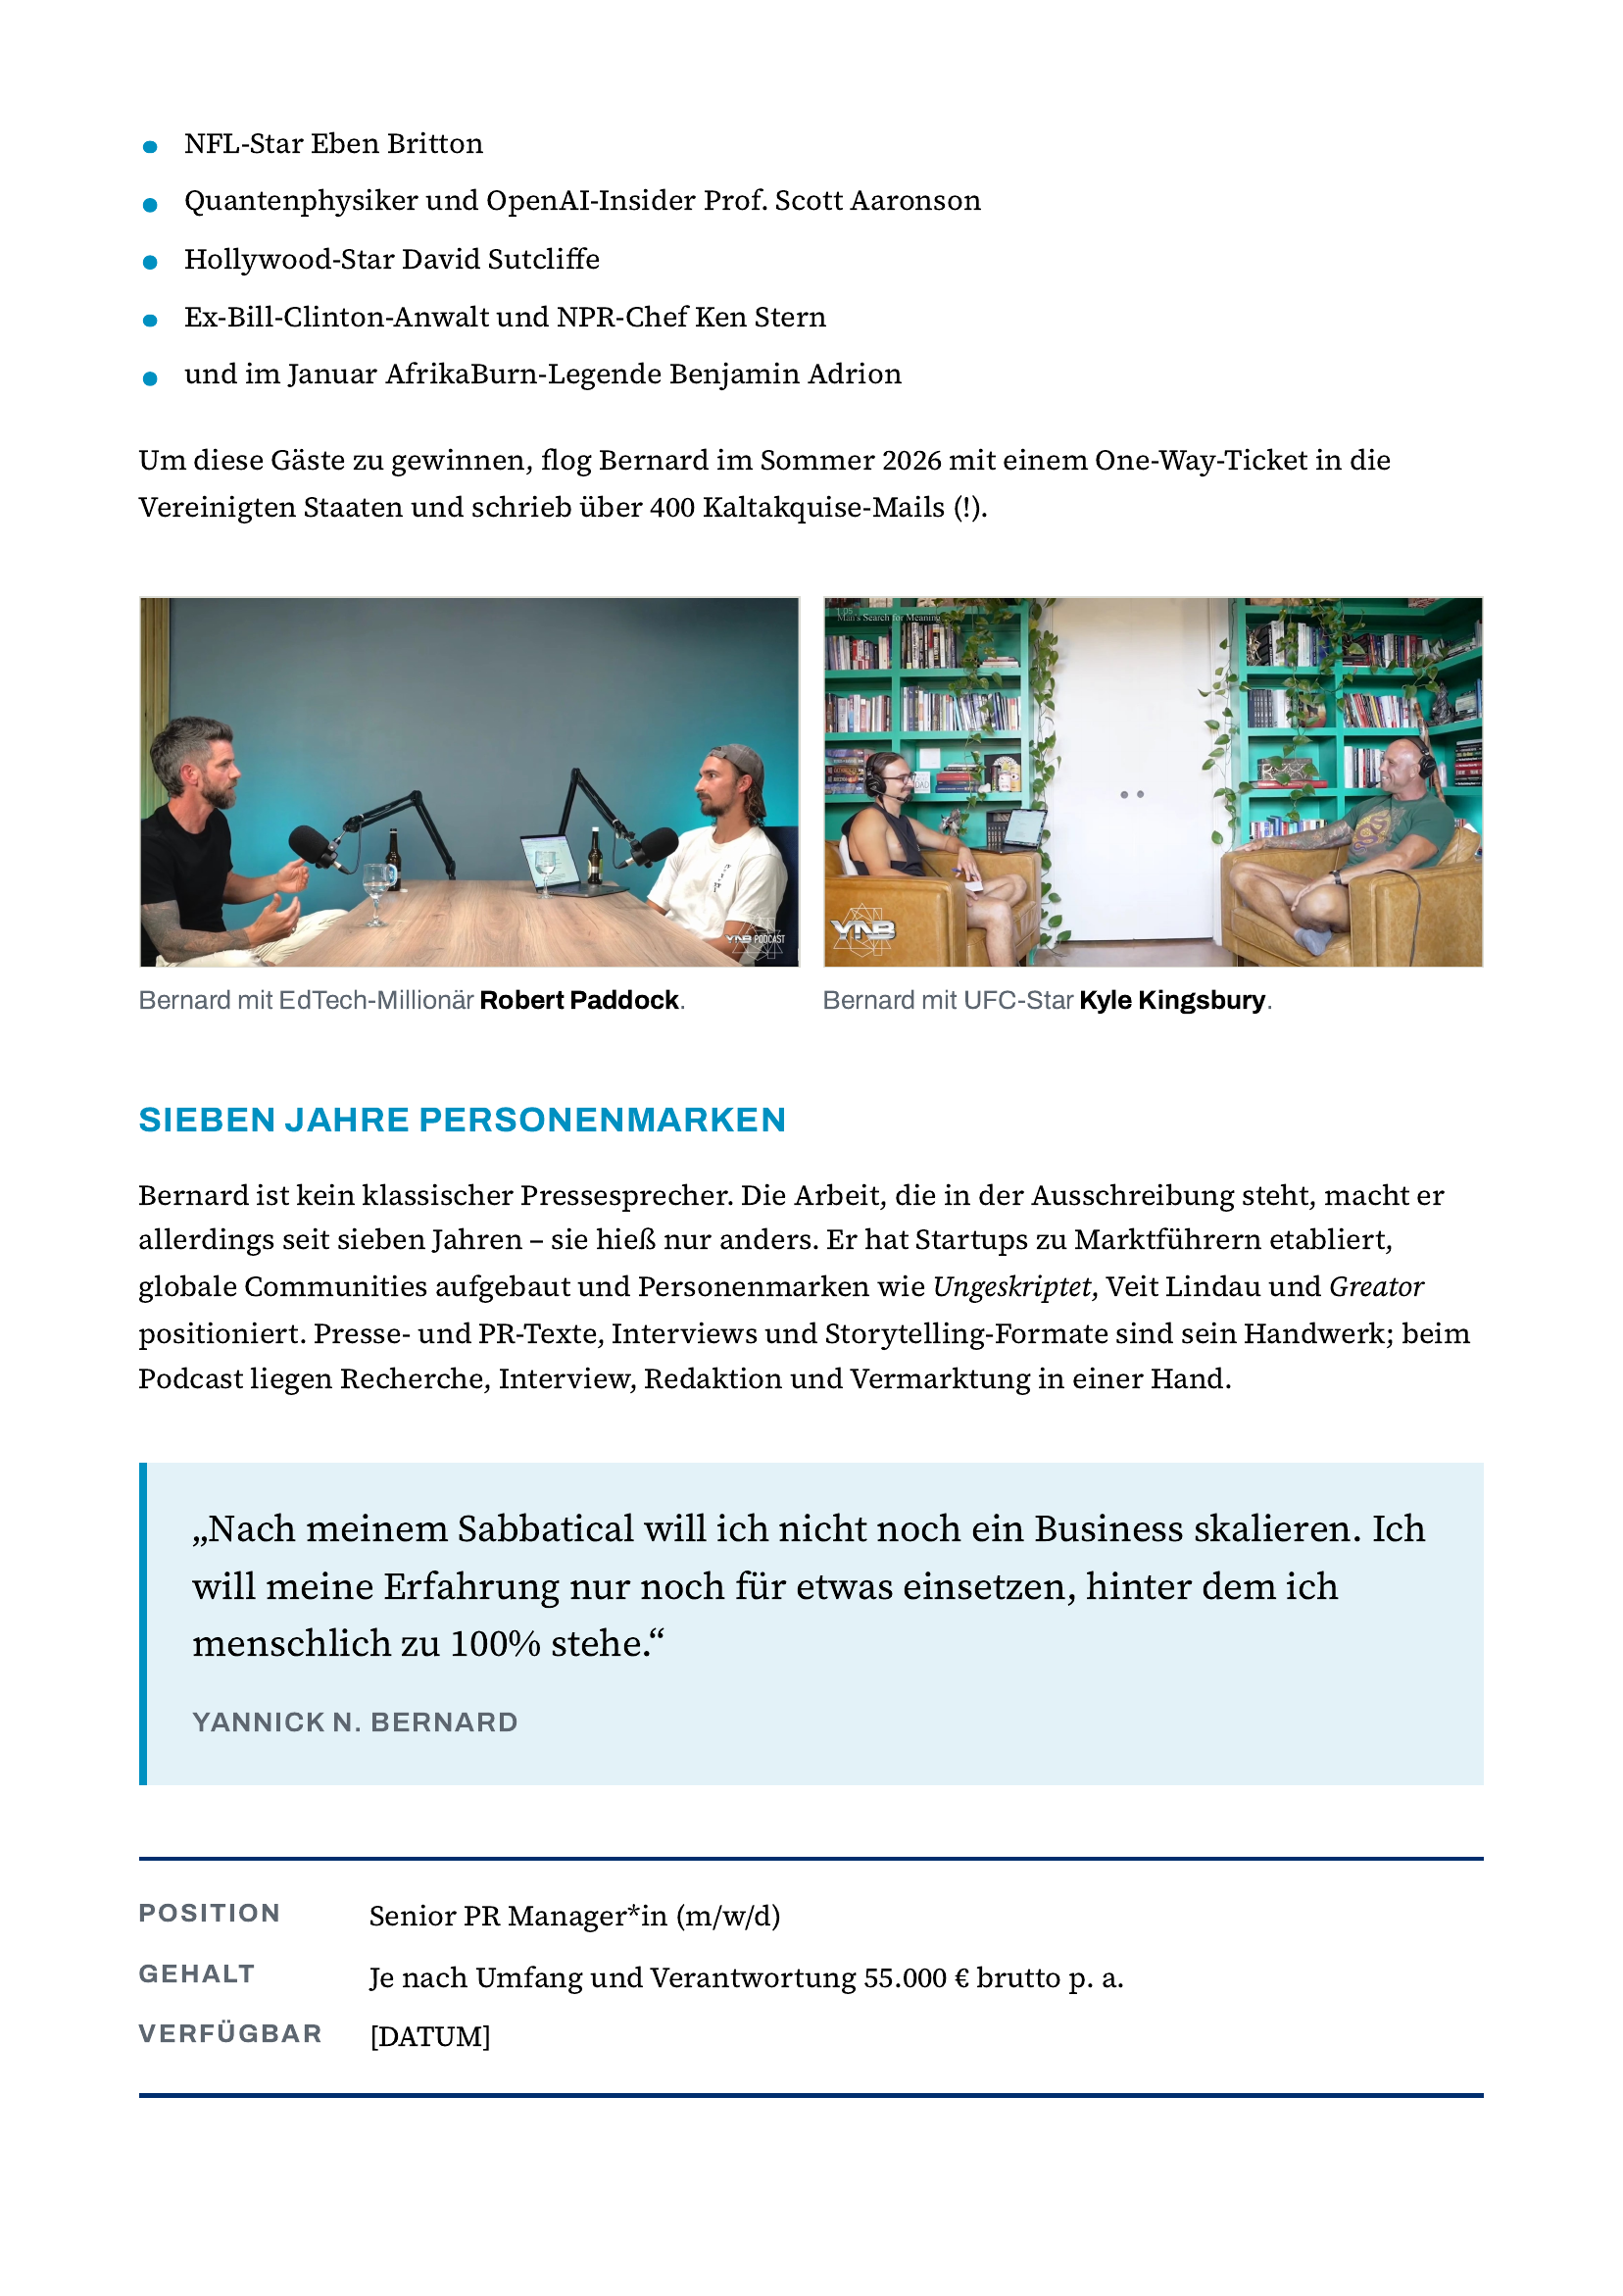 NFL-Star Eben Britton
Quantenphysiker und OpenAI-Insider Prof. Scott Aaronson
Hollywood-Star David Sutcliffe
Ex-Bill-Clinton-Anwalt und NPR-Chef Ken Stern
und im Januar AfrikaBurn-Legende Benjamin Adrion
Um diese Gäste zu gewinnen, flog Bernard im Sommer 2026 mit einem One-Way-Ticket in die
Vereinigten Staaten und schrieb über 400 Kaltakquise-Mails (!).
YNB PODCAST
Man's Search for Meaning
YNB
Bernard mit EdTech-Millionär Robert Paddock.
Bernard mit UFC-Star Kyle Kingsbury.
SIEBEN JAHRE PERSONENMARKEN
Bernard ist kein klassischer Pressesprecher. Die Arbeit, die in der Ausschreibung steht, macht er
allerdings seit sieben Jahren – sie hieß nur anders. Er hat Startups zu Marktführern etabliert,
globale Communities aufgebaut und Personenmarken wie Ungeskriptet, Veit Lindau und Greator
positioniert. Presse- und PR-Texte, Interviews und Storytelling-Formate sind sein Handwerk; beim
Podcast liegen Recherche, Interview, Redaktion und Vermarktung in einer Hand.
„Nach meinem Sabbatical will ich nicht noch ein Business skalieren. Ich
will meine Erfahrung nur noch für etwas einsetzen, hinter dem ich
menschlich zu 100% stehe.“
YANNICK N. BERNARD
POSITION Senior PR Manager*in (m/w/d)
GEHALT Je nach Umfang und Verantwortung 55.000 € brutto p. a.
VERFÜGBAR [DATUM]